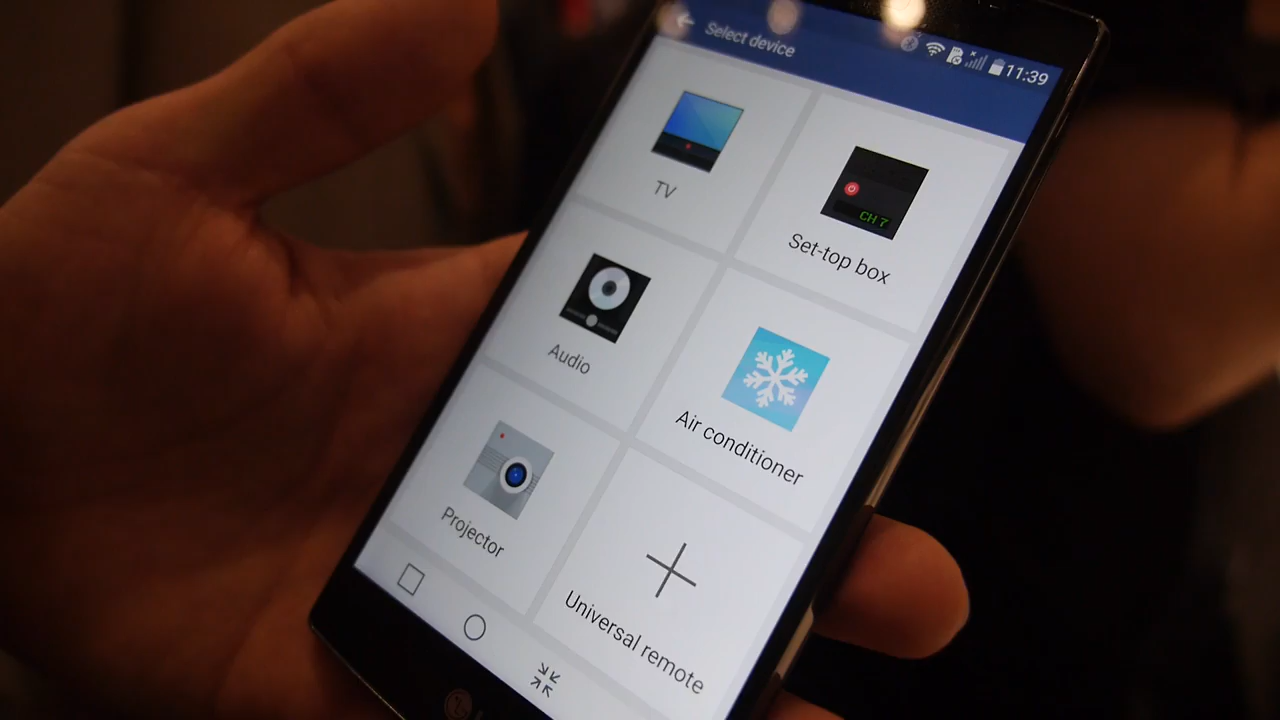 Select device
11:39
TV
CH 7
Set-top box
Audio
Air conditioner
Projector
Universal remote